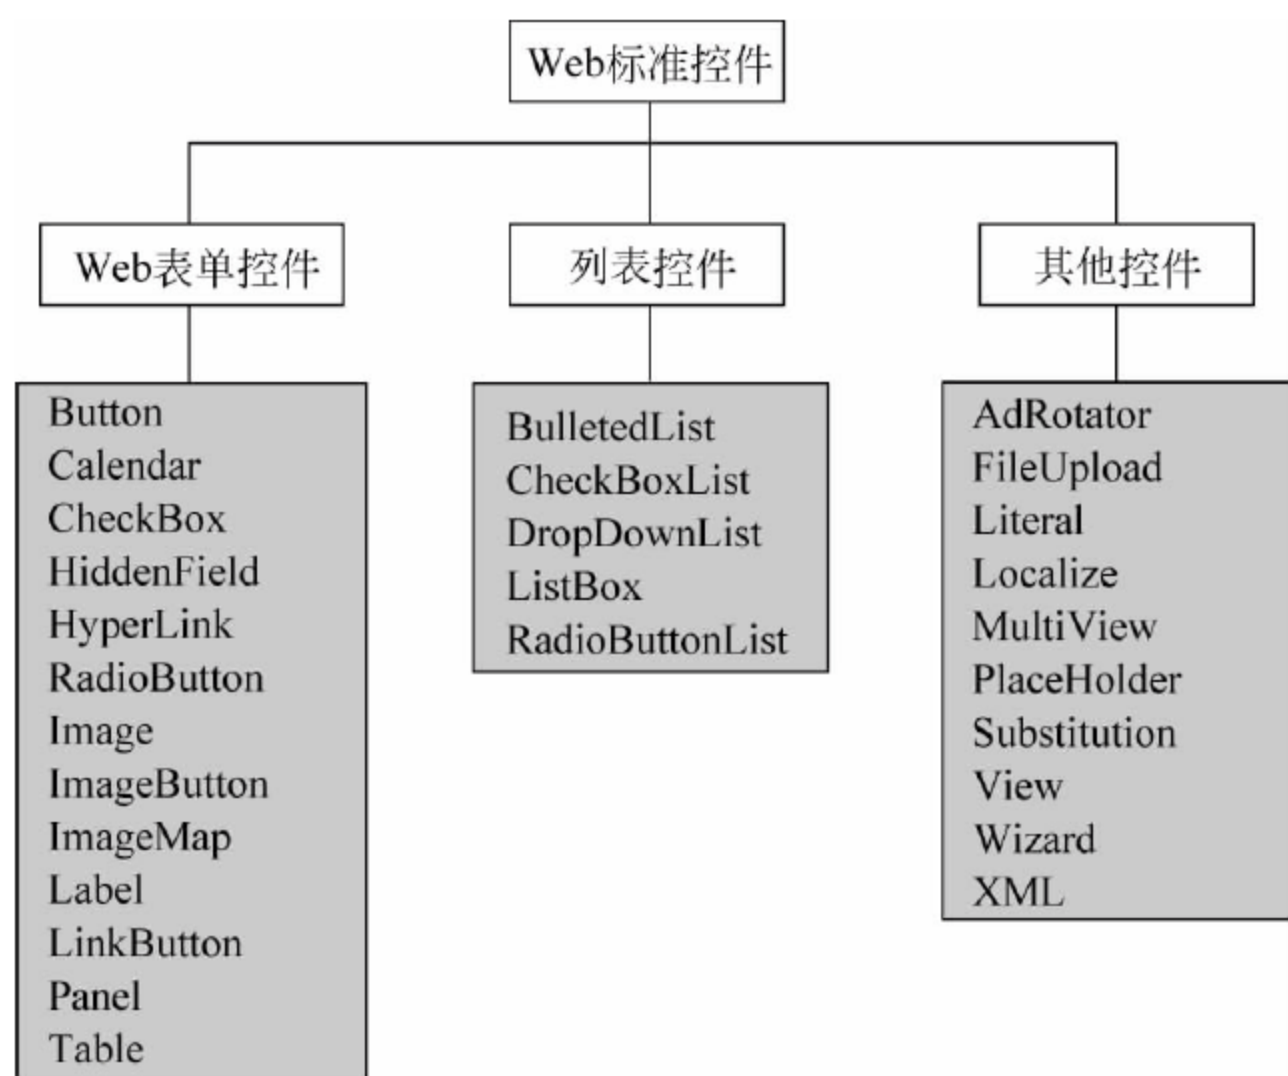 Web标准控件
Web表单控件
列表控件
其他控件
Button
Calendar
CheckBox
HiddenField
HyperLink
RadioButton
Image
ImageButton
ImageMap
Label
LinkButton
Panel
Table
BulletedList
CheckBoxList
DropDownList
ListBox
RadioButtonList
AdRotator
FileUpload
Literal
Localize
MultiView
PlaceHolder
Substitution
View
Wizard
XML